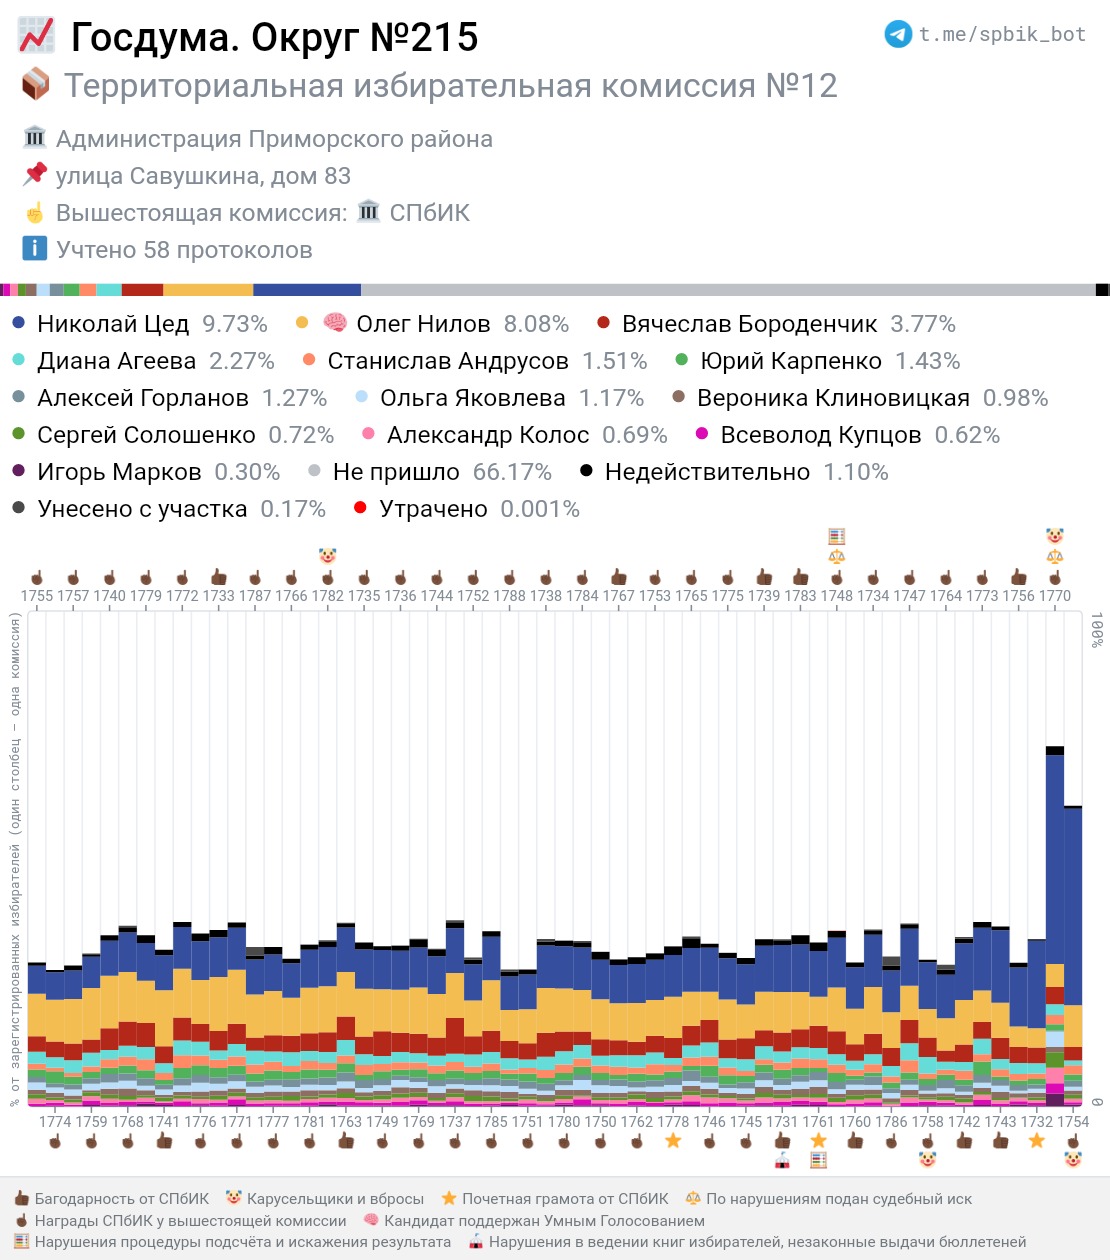 Госдума. Округ №215
t.me/spbik_bot
Территориальная избирательная комиссия №12
Администрация Приморского района
улица Савушкина, дом 83
Вышестоящая комиссия: СПбИК
Учтено 58 протоколов
Николай Цед 9.73% Олег Нилов 8.08% Вячеслав Бороденчик 3.77%
Диана Агеева 2.27% Станислав Андрусов 1.51% Юрий Карпенко 1.43%
Алексей Горланов 1.27% Ольга Яковлева 1.17% Вероника Клиновицкая 0.98%
Сергей Солошенко 0.72% Александр Колос 0.69% Всеволод Купцов 0.62%
Игорь Марков 0.30% Не пришло 66.17% Недействительно 1.10%
Унесено с участка 0.17% Утрачено 0.001%
1755 1757 1740 1779 1772 1733 1787 1766 1782 1735 1736 1744 1752 1788 1738 1784 1767 1753 1765 1775 1739 1783 1748 1734 1747 1764 1773 1756 1770
% от зарегистрированных избирателей (один столбец – одна комиссия)
100%
0
1774 1759 1768 1741 1776 1771 1777 1781 1763 1749 1769 1737 1785 1751 1780 1750 1762 1778 1746 1745 1731 1761 1760 1786 1758 1742 1743 1732 1754
Багодарность от СПбИК Карусельщики и вбросы Почетная грамота от СПбИК По нарушениям подан судебный иск
Награды СПбИК у вышестоящей комиссии Кандидат поддержан Умным Голосованием
Нарушения процедуры подсчёта и искажения результата Нарушения в ведении книг избирателей, незаконные выдачи бюллетеней